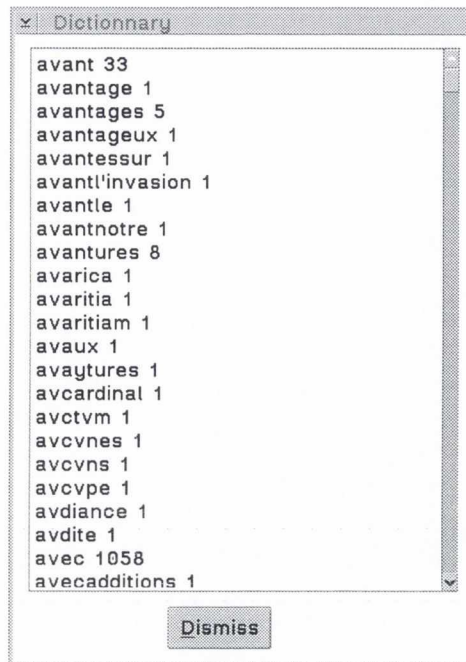 Dictionnary
avant 33
avantage 1
avantages 5
avantageux 1
avantessur 1
avantl'invasion 1
avantle 1
avantnotre 1
avantures 8
avarica 1
avaritia 1
avaritiam 1
avaux 1
avaytures 1
avcardinal 1
avctvm 1
avcvnes 1
avcvns 1
avcvpe 1
avdiance 1
avdite 1
avec 1058
avecadditions 1
Dismiss